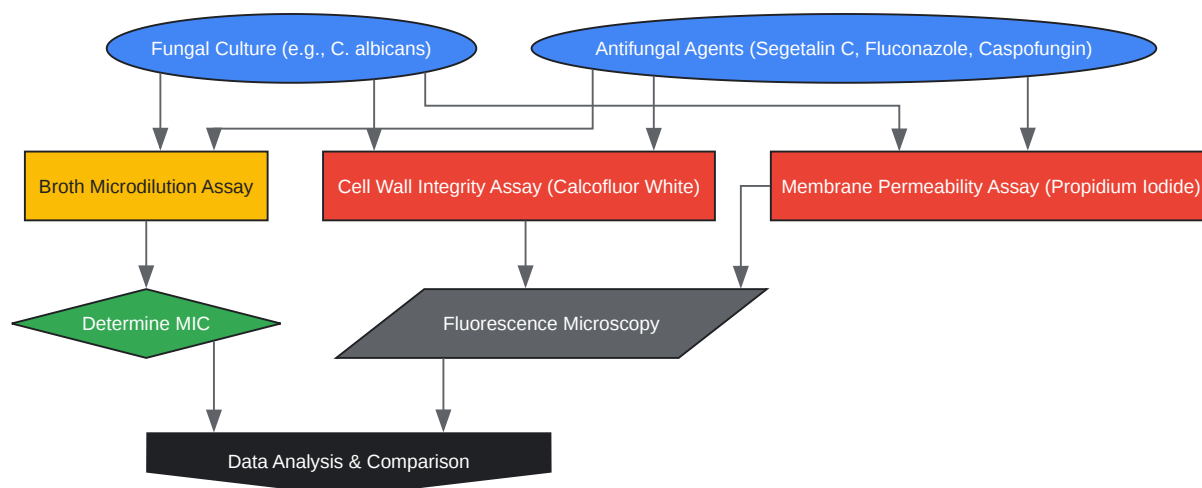 Fungal Culture (e.g., C. albicans)
Antifungal Agents (Segetalin C, Fluconazole, Caspofungin)
Broth Microdilution Assay
Cell Wall Integrity Assay (Calcofluor White)
Membrane Permeability Assay (Propidium Iodide)
Determine MIC
Fluorescence Microscopy
Data Analysis & Comparison